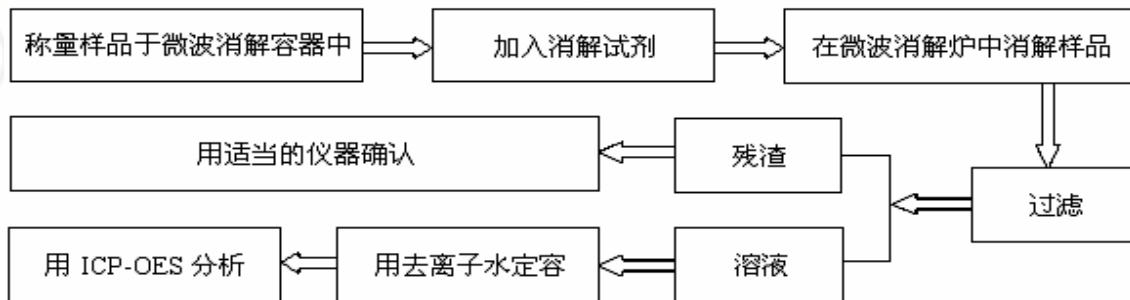 称量样品于微波消解容器中
加入消解试剂
在微波消解炉中消解样品
用适当的仪器确认
残渣
过滤
用 ICP-OES 分析
用去离子水定容
溶液